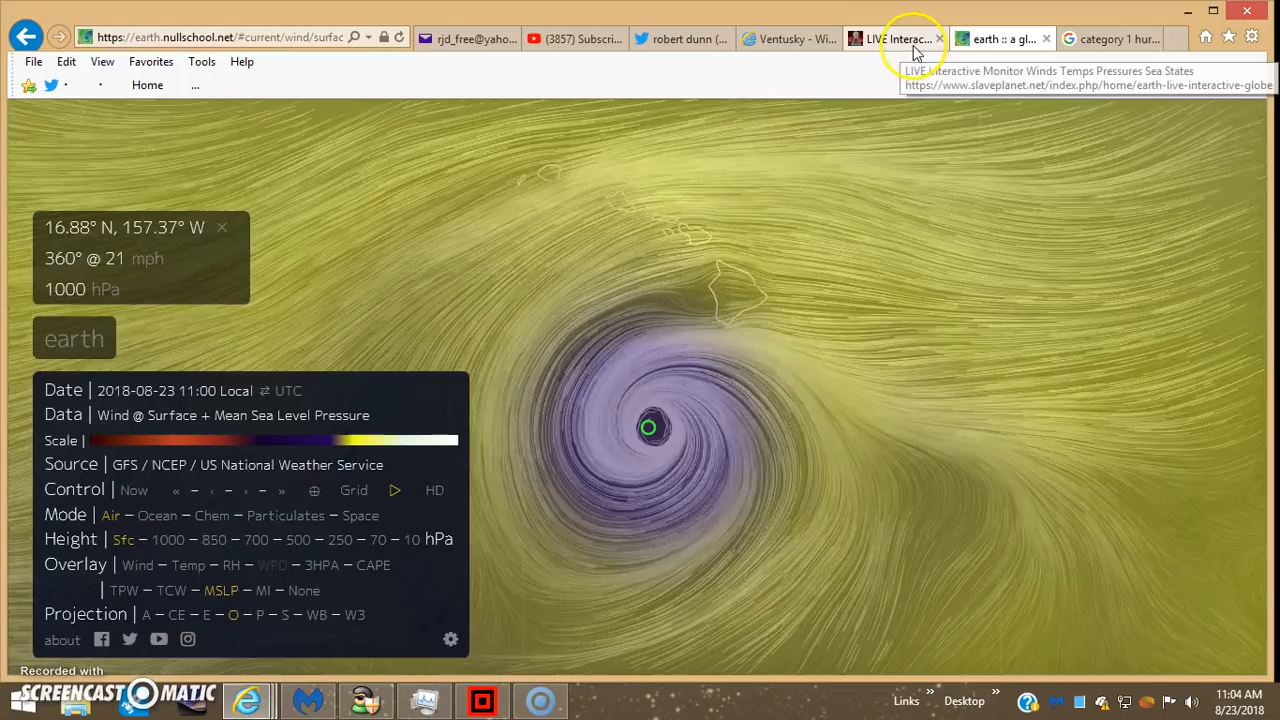 https://earth.nullschool.net/#current/wind/surfac
rjd_free@yaho...
(3857) Subscri...
robert dunn (...
Ventusky - Wi...
LIVE Interac...
earth :: a gl...
category 1 hur...
File Edit View Favorites Tools Help
LIVE Interactive Monitor Winds Temps Pressures Sea States
https://www.slaveplanet.net/index.php/home/earth-live-interactive-globe
Home ...
16.88° N, 157.37° W ×
360° @ 21 mph
1000 hPa
earth
Date | 2018-08-23 11:00 Local ⇄ UTC
Data | Wind @ Surface + Mean Sea Level Pressure
Scale |
Source | GFS / NCEP / US National Weather Service
Control | Now « – ‹ – › – » ⊕ Grid ▷ HD
Mode | Air – Ocean – Chem – Particulates – Space
Height | Sfc – 1000 – 850 – 700 – 500 – 250 – 70 – 10 hPa
Overlay | Wind – Temp – RH – WPD – 3HPA – CAPE
| TPW – TCW – MSLP – MI – None
Projection | A – CE – E – O – P – S – WB – W3
about
Recorded with
SCREENCAST MATIC
Links »
Desktop »
11:04 AM
8/23/2018